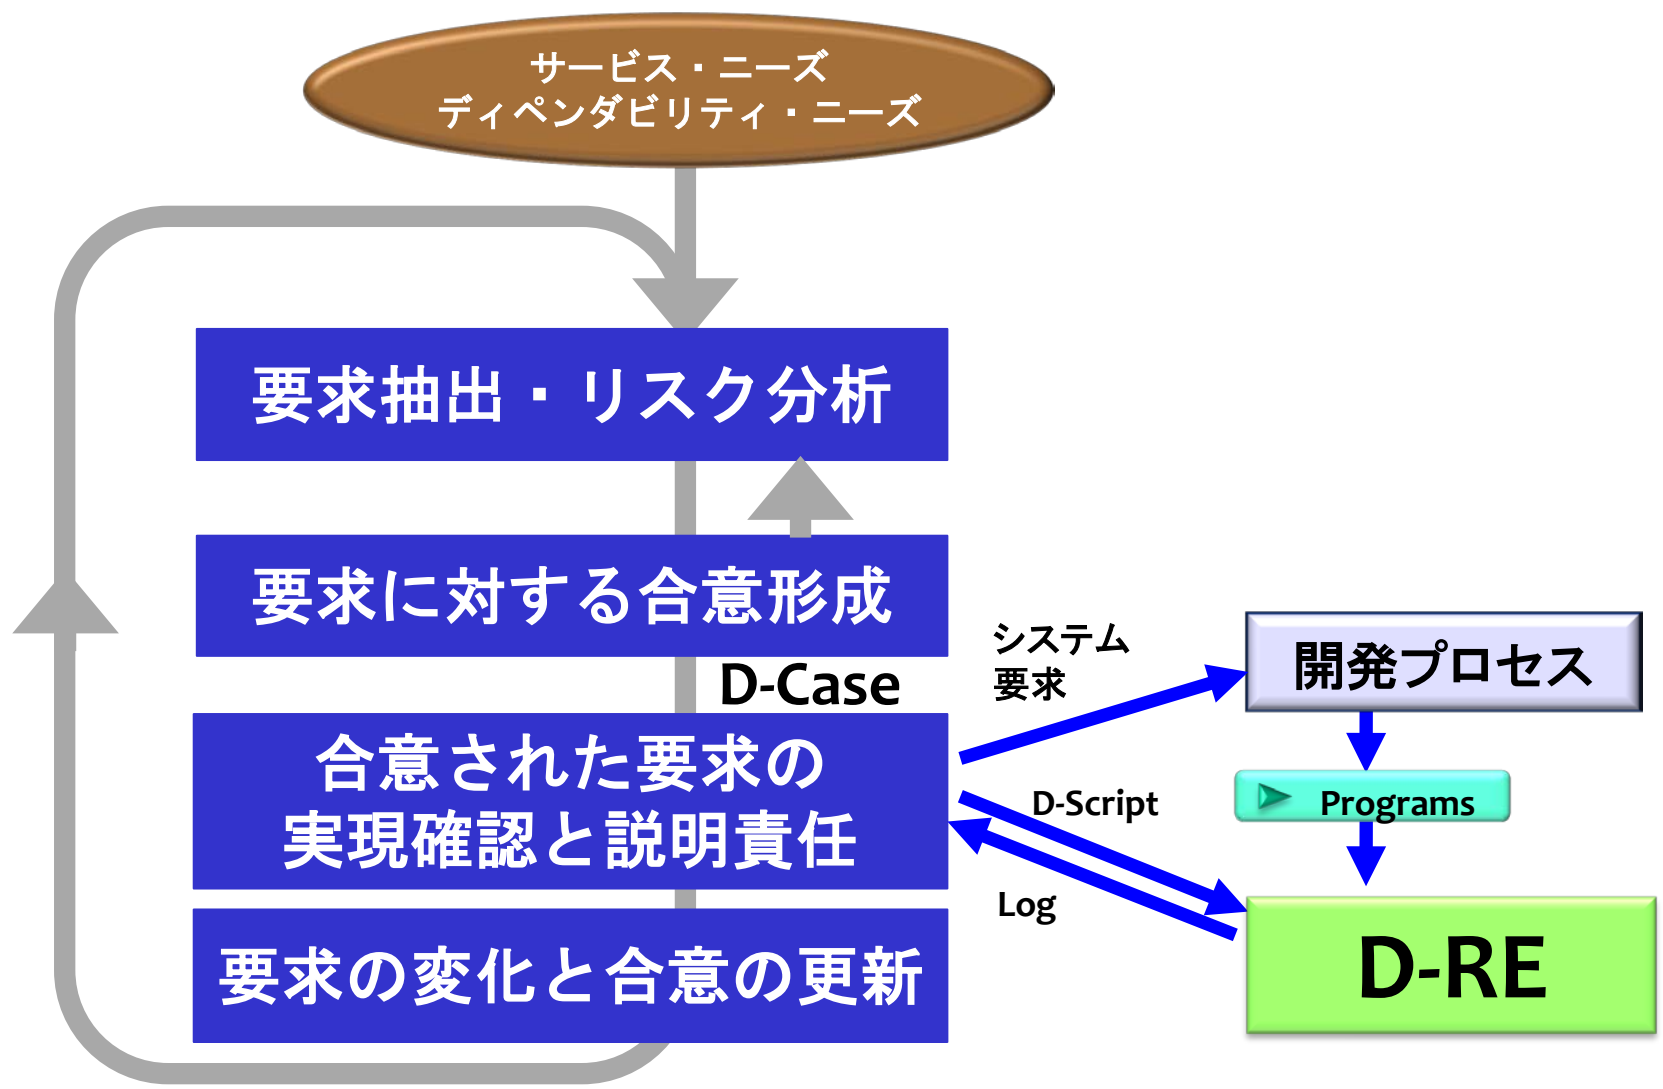 サービス・ニーズ
ディペンダビリティ・ニーズ
要求抽出・リスク分析
要求に対する合意形成
D-Case
合意された要求の
実現確認と説明責任
要求の変化と合意の更新
システム
要求
D-Script
Log
開発プロセス
Programs
D-RE